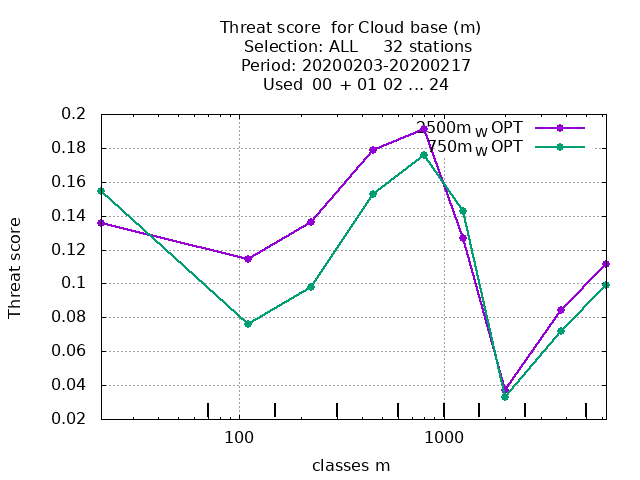 Threat score  for Cloud base (m)
Selection: ALL     32 stations
Period: 20200203-20200217
Used  00  + 01 02 ... 24
2500m W OPT
750m W OPT
0.2
0.18
0.16
0.14
0.12
0.1
0.08
0.06
0.04
0.02
Threat score
100
1000
classes m